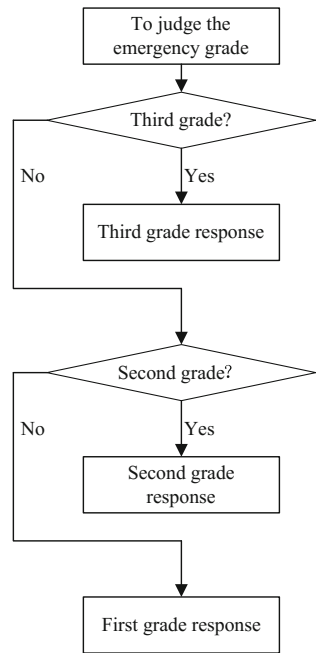 To judge the
emergency grade
Third grade?
No
Yes
Third grade response
Second grade?
No
Yes
Second grade
response
First grade response